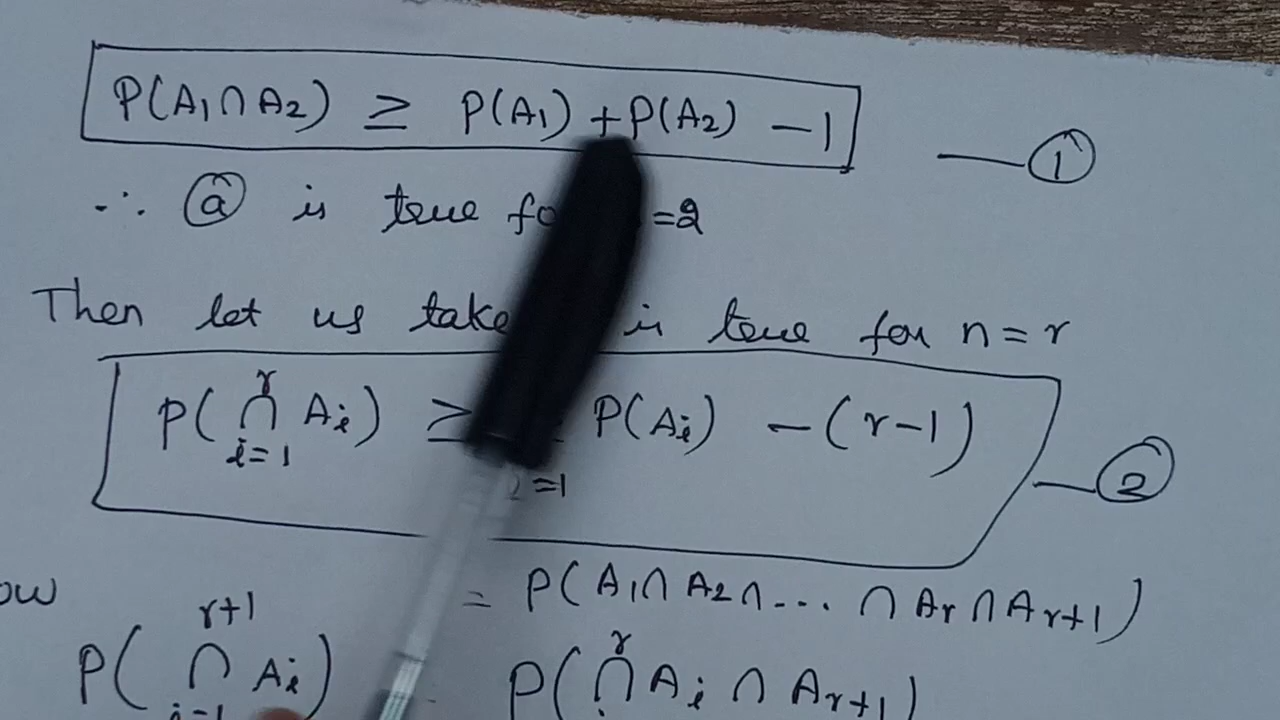 P(A₁∩A₂) ≥ P(A₁)+P(A₂) −1 —①
∴ ⓐ is true =2
Then let us take is true for n=r
P(⋂ᵢ₌₁ʳ Aᵢ) ≥ P(Aᵢ) −(r−1) —②
=1
= P(A₁∩A₂∩...∩Aᵣ∩Aᵣ₊₁)
P(⋂ʳ⁺¹ Aᵢ) P(⋂ʳ Aᵢ ∩ Aᵣ₊₁)